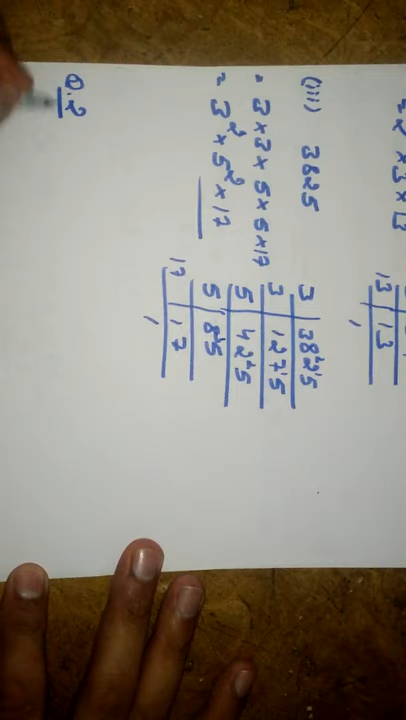 = 2 × 3 × 13
13 | 13
1
(iii) 3825
= 3 × 3 × 5 × 5 × 17
= 3² × 5² × 17
3 | 3825
3 | 1275
5 | 425
5 | 85
17 | 17
1
Q.2